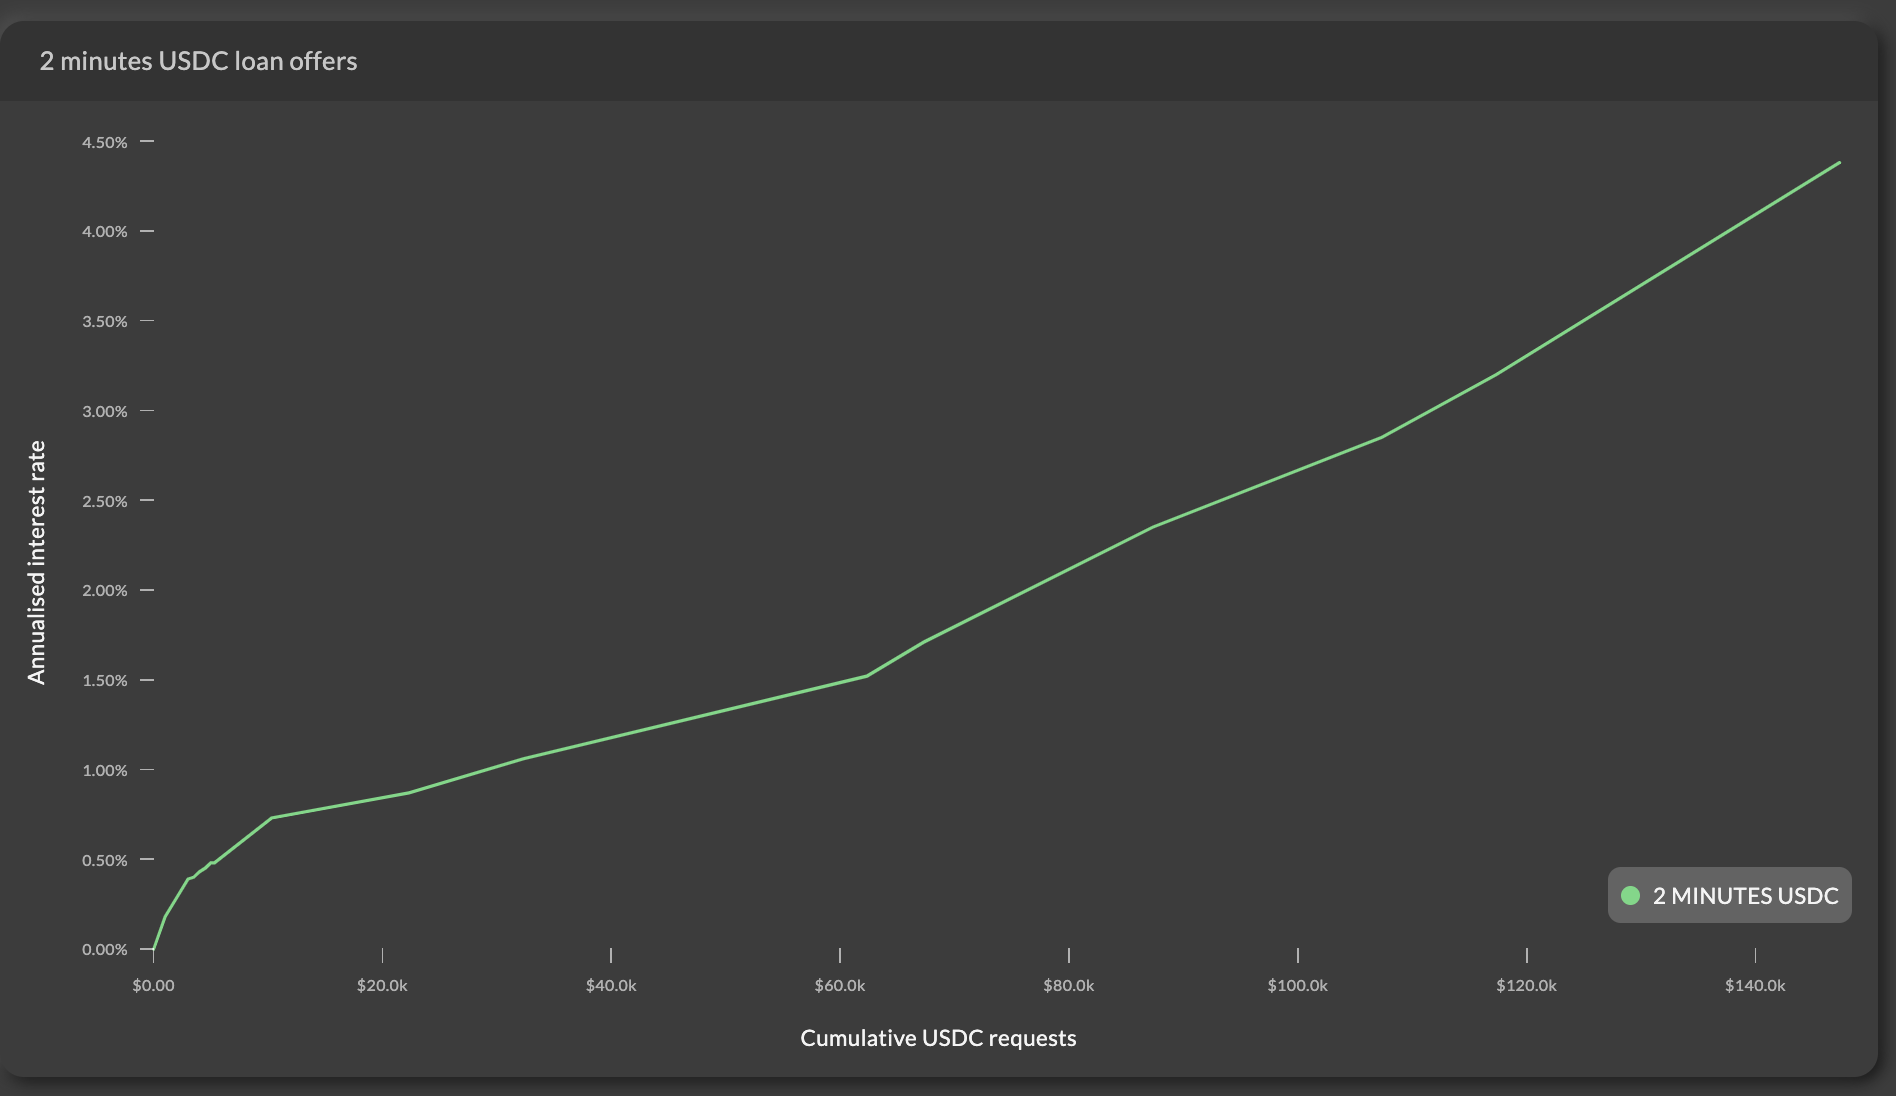 2 minutes USDC loan offers
4.50%
4.00%
3.50%
3.00%
2.50%
2.00%
1.50%
1.00%
0.50%
0.00%
Annualised interest rate
2 MINUTES USDC
$0.00 $20.0k $40.0k $60.0k $80.0k $100.0k $120.0k $140.0k
Cumulative USDC requests